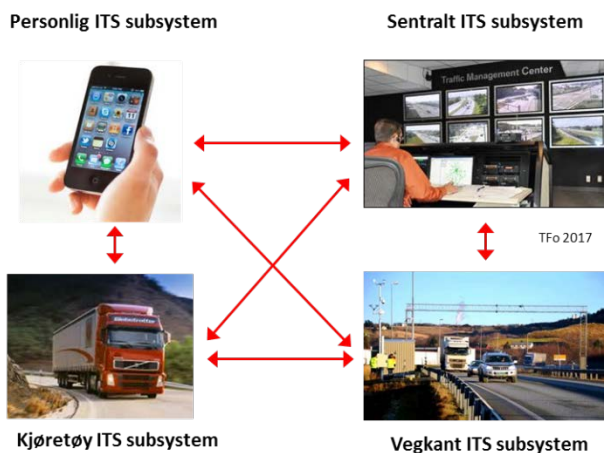 Personlig ITS subsystem
Sentralt ITS subsystem
Traffic Management Center
TFo 2017
Kjøretøy ITS subsystem
Vegkant ITS subsystem